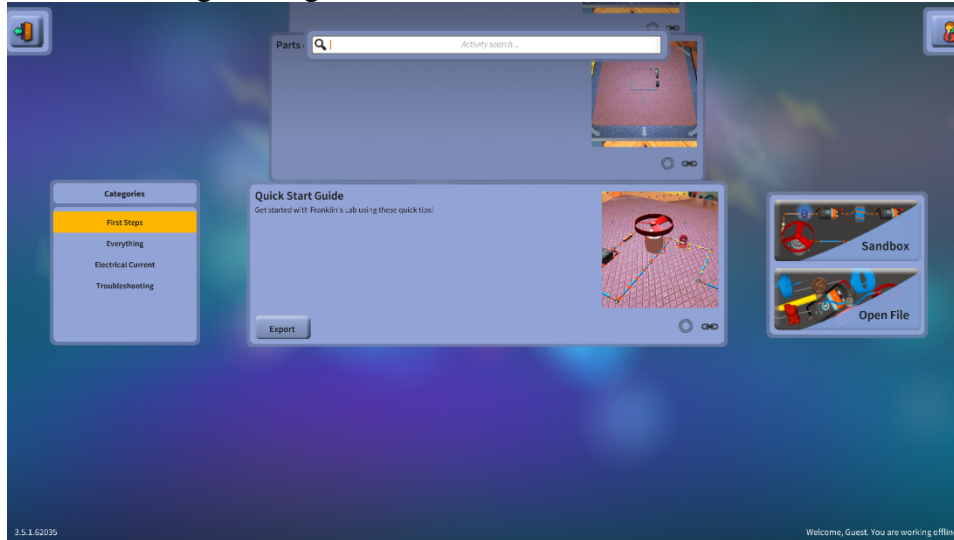 Parts
Activity search...
Categories
First Steps
Everything
Electrical Current
Troubleshooting
Quick Start Guide
Get started with Franklin's Lab using these quick tips!
Export
Sandbox
Open File
3.5.1.62035
Welcome, Guest. You are working offlin